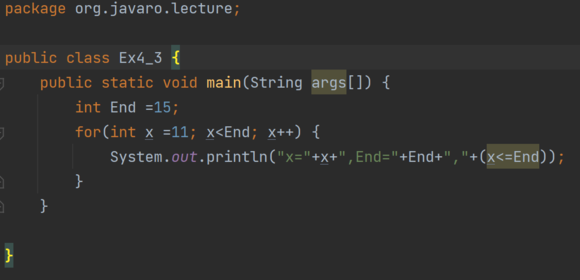 package org.javaro.lecture;
public class Ex4_3 {
public static void main(String args[]) {
int End =15;
for(int x =11; x<End; x++) {
System.out.println("x="+x+",End="+End+","+(x<=End));
}
}
}